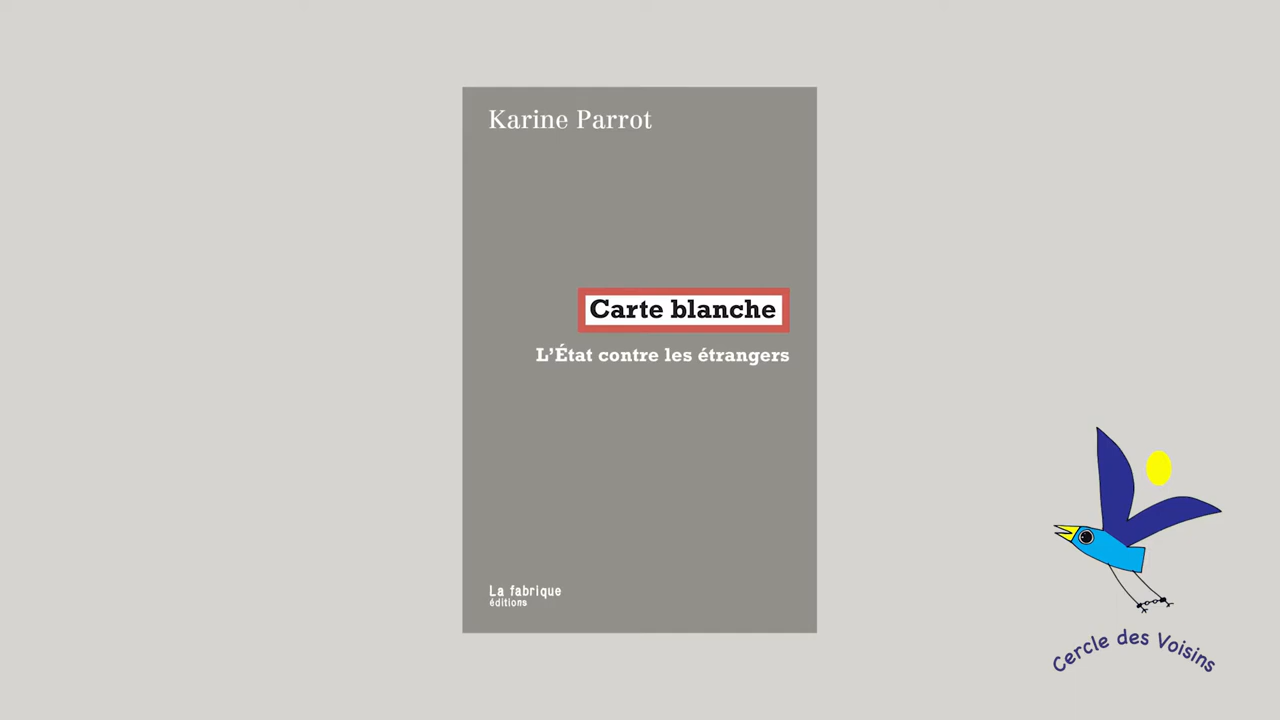 Karine Parrot
Carte blanche
L’État contre les étrangers
La fabrique
éditions
Cercle des Voisins